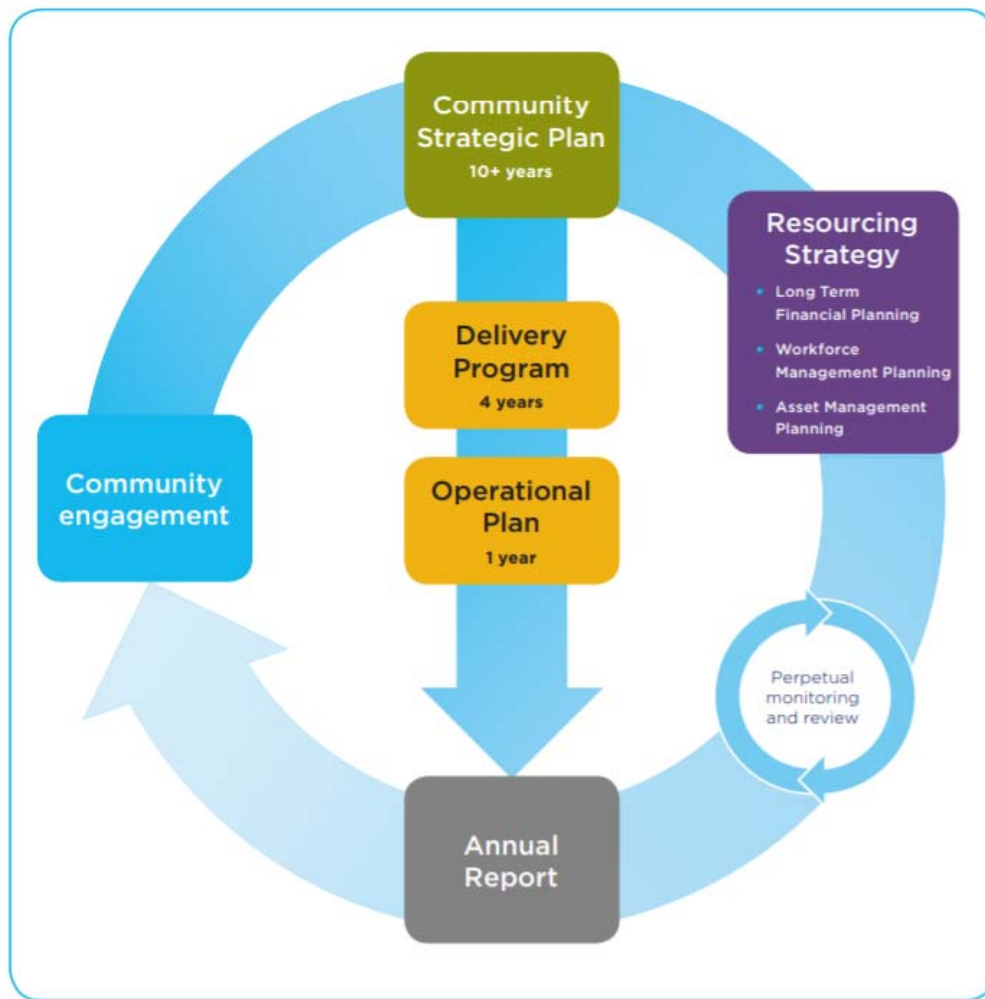 Community
Strategic Plan
10+ years
Resourcing
Strategy
• Long Term
Financial Planning
• Workforce
Management Planning
• Asset Management
Planning
Delivery
Program
4 years
Community
engagement
Operational
Plan
1 year
Perpetual
monitoring
and review
Annual
Report